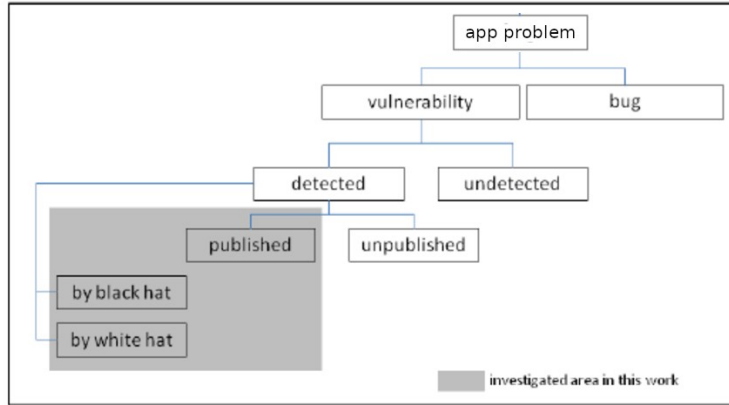 app problem
vulnerability
bug
detected
undetected
published
unpublished
by black hat
by white hat
investigated area in this work